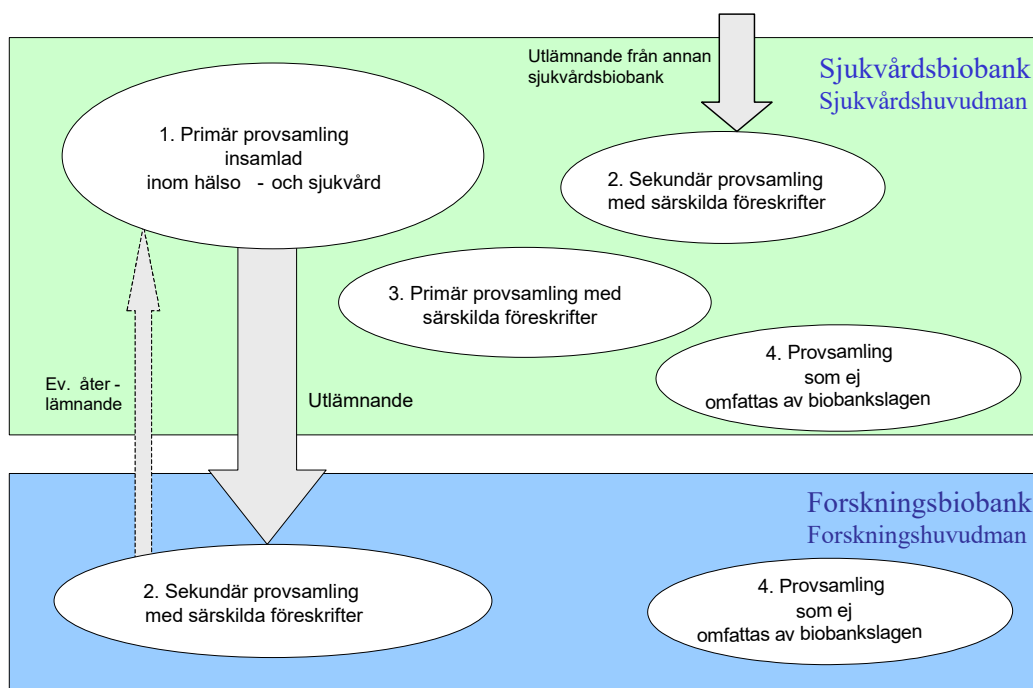 Utlämnande från annan
sjukvårdsbiobank
Sjukvårdsbiobank
Sjukvårdshuvudman
1. Primär provsamling
insamlad
inom hälso - och sjukvård
2. Sekundär provsamling
med särskilda föreskrifter
3. Primär provsamling med
särskilda föreskrifter
4. Provsamling
som ej
omfattas av biobankslagen
Ev. åter -
lämnande
Utlämnande
Forskningsbiobank
Forskningshuvudman
2. Sekundär provsamling
med särskilda föreskrifter
4. Provsamling
som ej
omfattas av biobankslagen